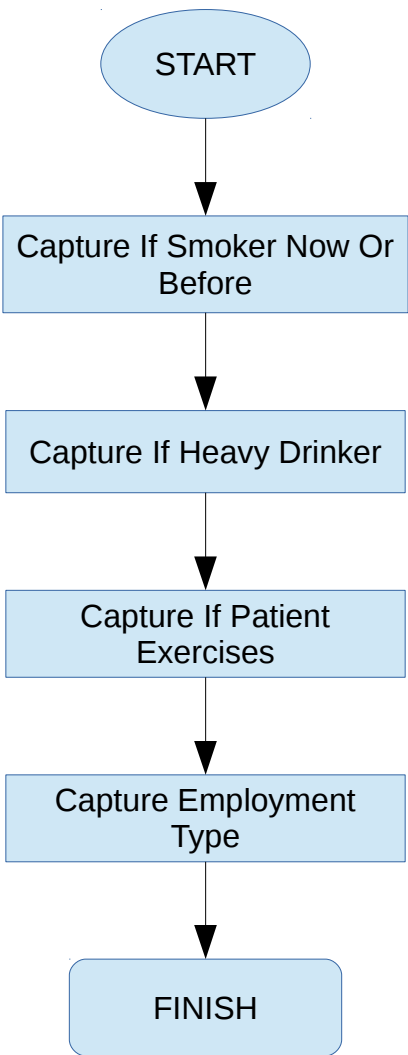 START
Capture If Smoker Now Or
Before
Capture If Heavy Drinker
Capture If Patient
Exercises
Capture Employment
Type
FINISH